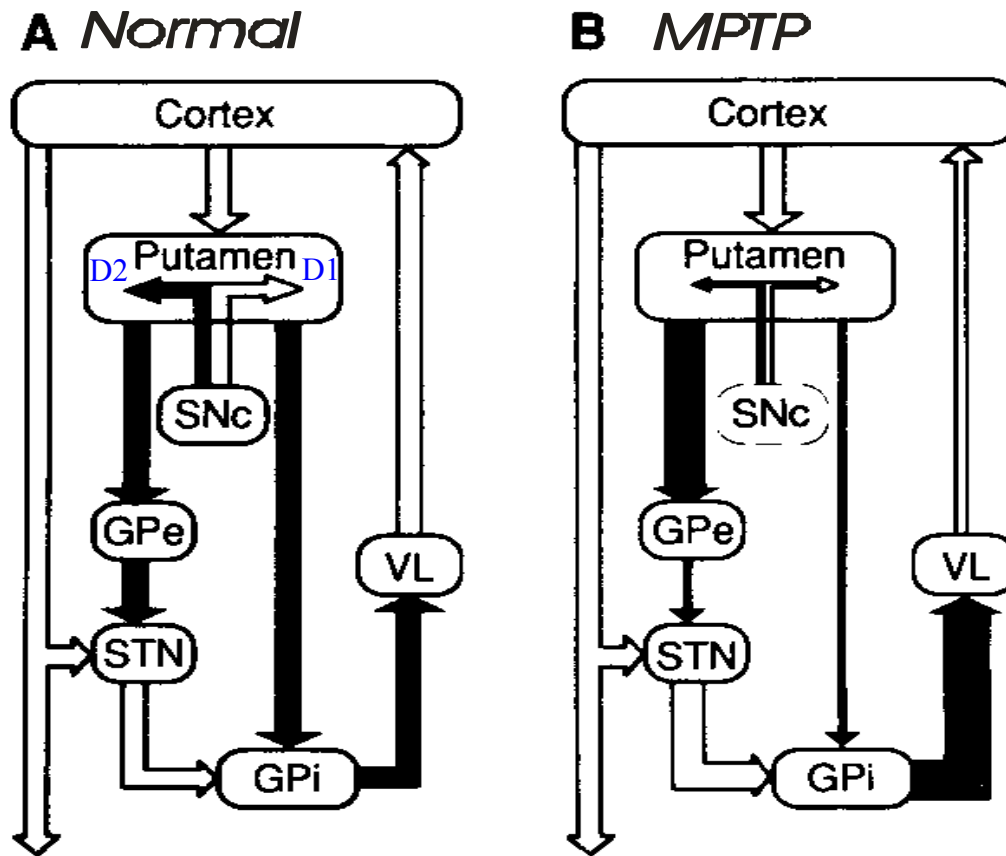 A Normal
Cortex
Putamen
D2 D1
SNc
GPe
VL
STN
GPi
B MPTP
Cortex
Putamen
SNc
GPe
VL
STN
GPi